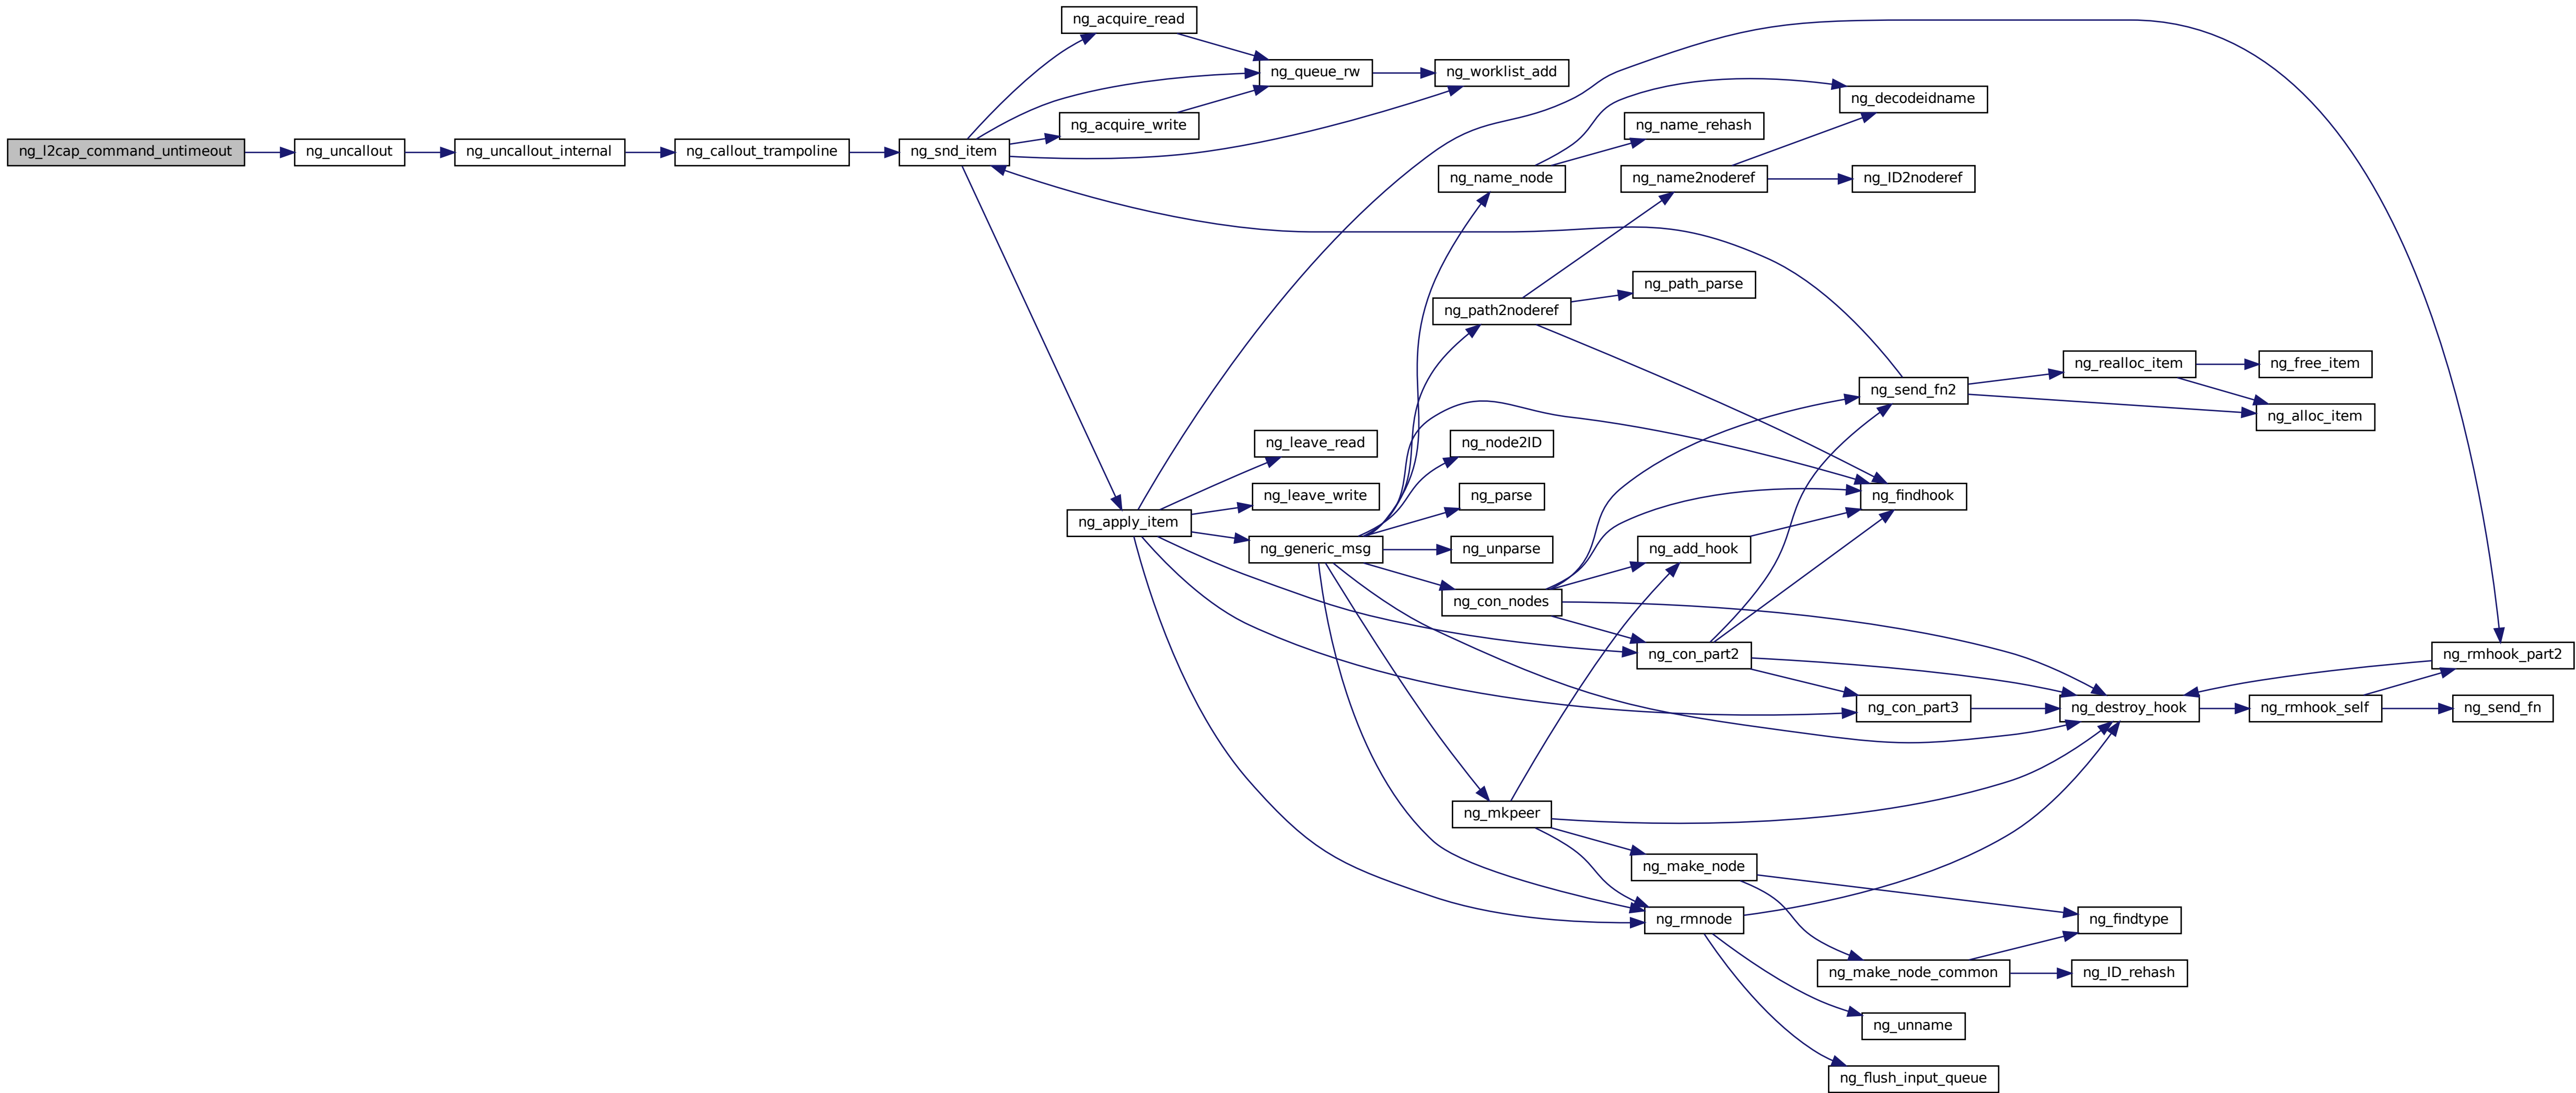 ng_l2cap_command_untimeout
ng_uncallout
ng_uncallout_internal
ng_callout_trampoline
ng_snd_item
ng_acquire_read
ng_queue_rw
ng_acquire_write
ng_worklist_add
ng_apply_item
ng_leave_read
ng_leave_write
ng_generic_msg
ng_name_node
ng_name_rehash
ng_decodeidname
ng_name2noderef
ng_ID2noderef
ng_path2noderef
ng_path_parse
ng_node2ID
ng_parse
ng_unparse
ng_con_nodes
ng_add_hook
ng_findhook
ng_send_fn2
ng_realloc_item
ng_free_item
ng_alloc_item
ng_con_part2
ng_con_part3
ng_destroy_hook
ng_rmhook_self
ng_rmhook_part2
ng_send_fn
ng_mkpeer
ng_make_node
ng_rmnode
ng_findtype
ng_make_node_common
ng_ID_rehash
ng_unname
ng_flush_input_queue